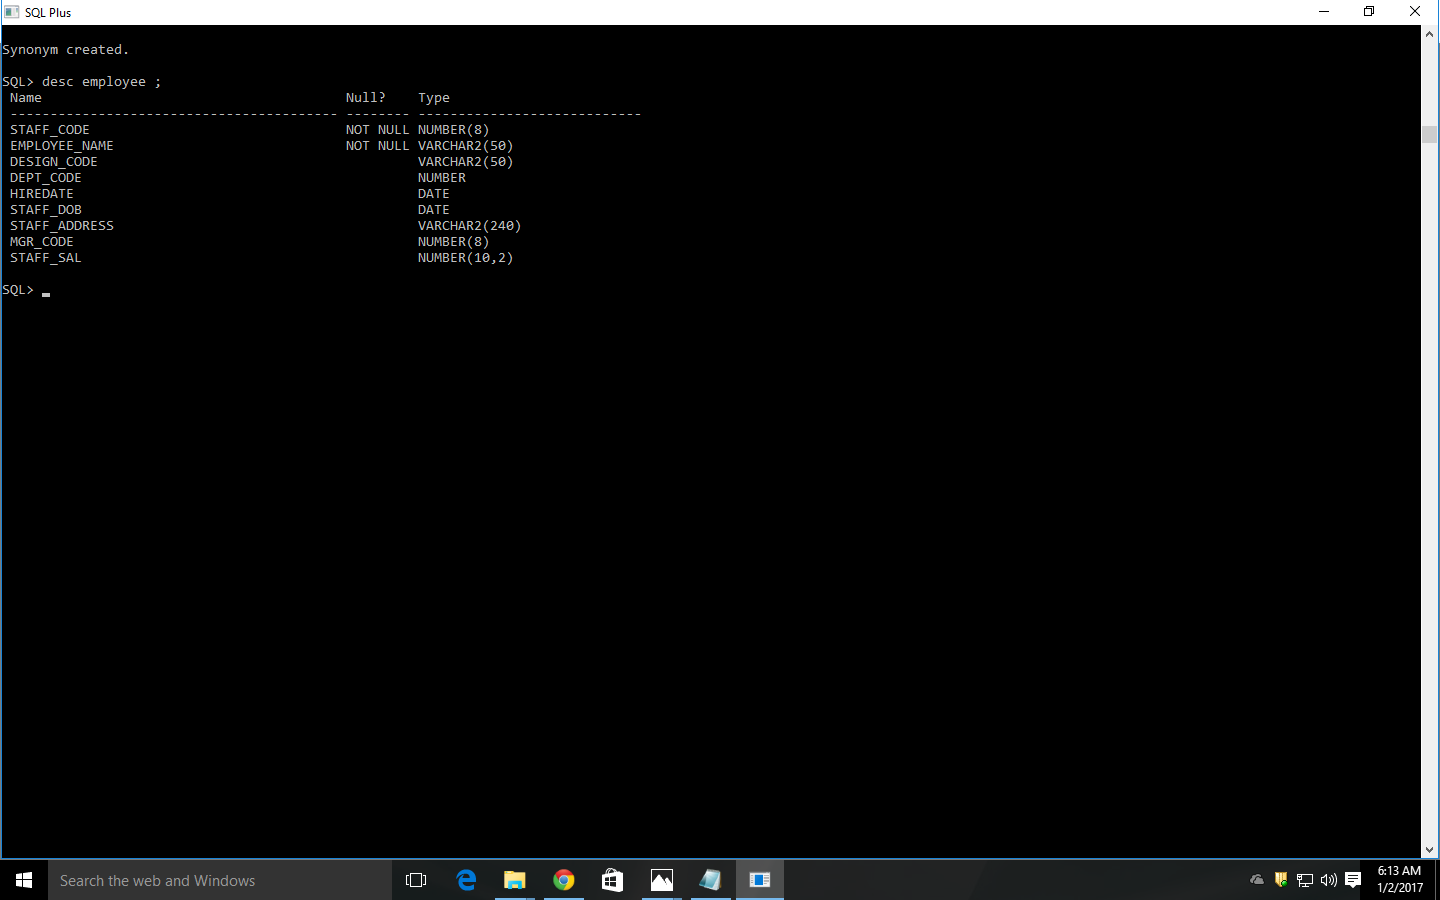 SQL Plus
Synonym created.
SQL> desc employee ;
 Name                                      Null?    Type
 ----------------------------------------- -------- ----------------------------
 STAFF_CODE                                NOT NULL NUMBER(8)
 EMPLOYEE_NAME                             NOT NULL VARCHAR2(50)
 DESIGN_CODE                                        VARCHAR2(50)
 DEPT_CODE                                          NUMBER
 HIREDATE                                           DATE
 STAFF_DOB                                          DATE
 STAFF_ADDRESS                                      VARCHAR2(240)
 MGR_CODE                                           NUMBER(8)
 STAFF_SAL                                          NUMBER(10,2)
SQL> _
Search the web and Windows
6:13 AM
1/2/2017